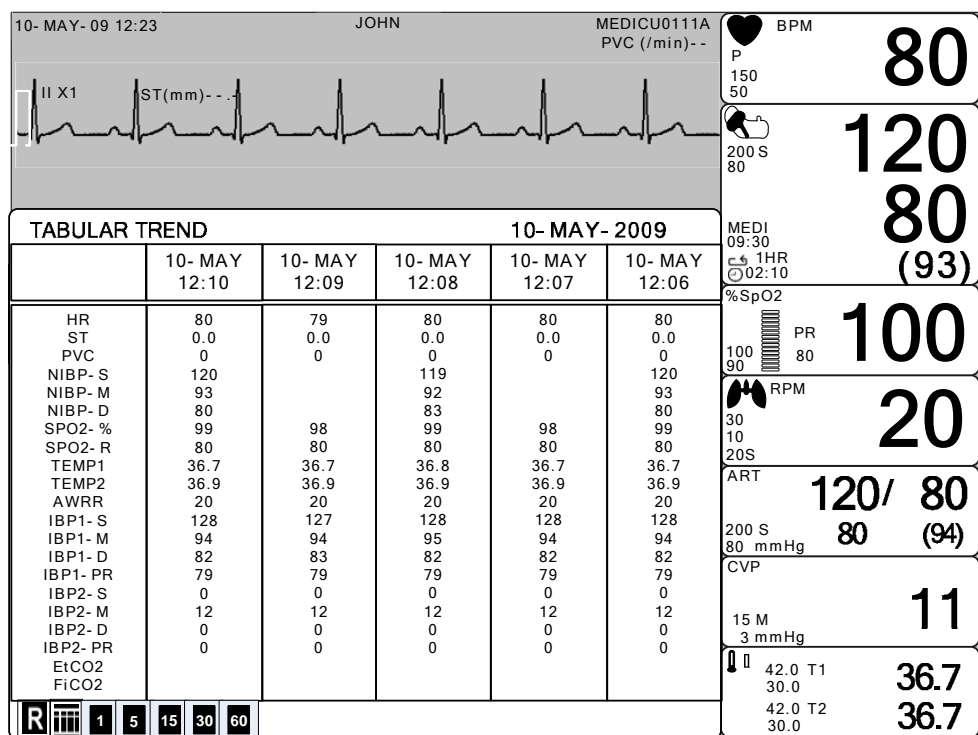 10- MAY- 09 12:23 JOHN MEDICU0111A
PVC (/min)- -
II X1 ST(mm)- - .-
TABULAR TREND 10- MAY- 2009
10- MAY 10- MAY 10- MAY 10- MAY 10- MAY
12:10 12:09 12:08 12:07 12:06
HR 80 79 80 80 80
ST 0.0 0.0 0.0 0.0 0.0
PVC 0 0 0 0 0
NIBP- S 120 119 120
NIBP- M 93 92 93
NIBP- D 80 83 80
SPO2- % 99 98 99 98 99
SPO2- R 80 80 80 80 80
TEMP1 36.7 36.7 36.8 36.7 36.7
TEMP2 36.9 36.9 36.9 36.9 36.9
AWRR 20 20 20 20 20
IBP1- S 128 127 128 128 128
IBP1- M 94 94 95 94 94
IBP1- D 82 83 82 82 82
IBP1- PR 79 79 79 79 79
IBP2- S 0 0 0 0 0
IBP2- M 12 12 12 12 12
IBP2- D 0 0 0 0 0
IBP2- PR 0 0 0 0 0
EtCO2
FiCO2
R 1 5 15 30 60
BPM
P
150
50
80
200 S
80
120
80
MEDI
09:30
1HR
02:10
(93)
%SpO2
PR
100 80
90
100
RPM
30
10
20S
20
ART
120/ 80
200 S 80 (94)
80 mmHg
CVP
11
15 M
3 mmHg
42.0 T1
30.0
36.7
42.0 T2
30.0
36.7